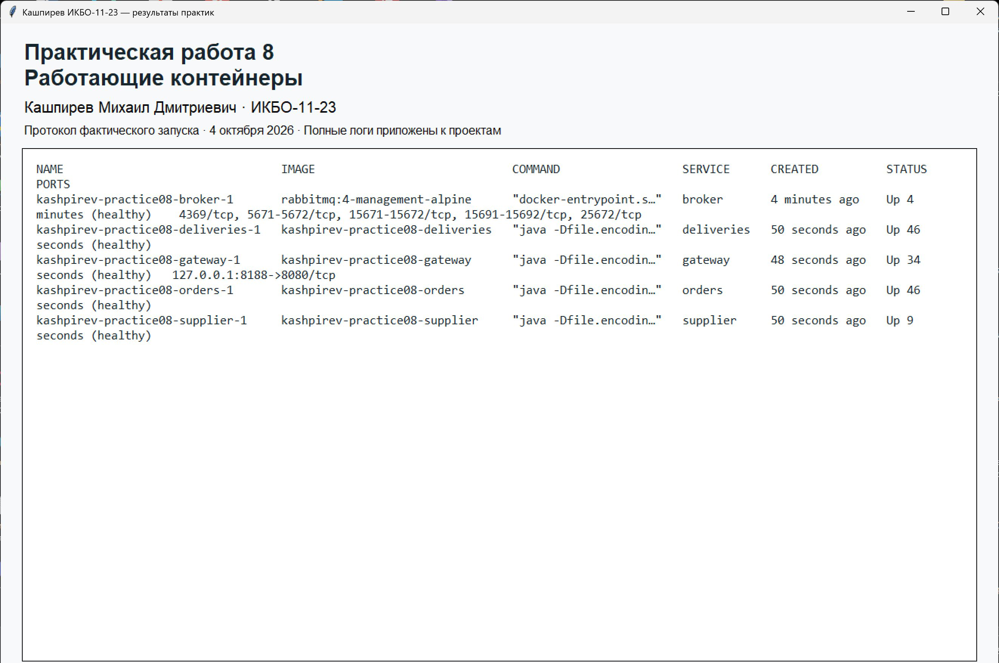 Кашпирев ИКБО-11-23 — результаты практик
Практическая работа 8
Работающие контейнеры
Кашпирев Михаил Дмитриевич · ИКБО-11-23
Протокол фактического запуска · 4 октября 2026 · Полные логи приложены к проектам
NAME IMAGE COMMAND SERVICE CREATED STATUS
PORTS
kashpirev-practice08-broker-1 rabbitmq:4-management-alpine "docker-entrypoint.s…" broker 4 minutes ago Up 4
minutes (healthy) 4369/tcp, 5671-5672/tcp, 15671-15672/tcp, 15691-15692/tcp, 25672/tcp
kashpirev-practice08-deliveries-1 kashpirev-practice08-deliveries "java -Dfile.encodin…" deliveries 50 seconds ago Up 46
seconds (healthy)
kashpirev-practice08-gateway-1 kashpirev-practice08-gateway "java -Dfile.encodin…" gateway 48 seconds ago Up 34
seconds (healthy) 127.0.0.1:8188->8080/tcp
kashpirev-practice08-orders-1 kashpirev-practice08-orders "java -Dfile.encodin…" orders 50 seconds ago Up 46
seconds (healthy)
kashpirev-practice08-supplier-1 kashpirev-practice08-supplier "java -Dfile.encodin…" supplier 50 seconds ago Up 9
seconds (healthy)